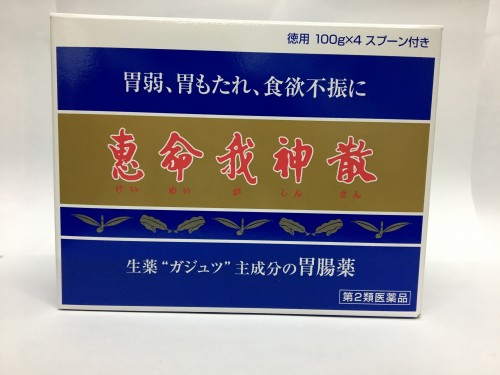 徳用 100g×4 スプーン付き
胃弱、胃もたれ、食欲不振に
恵命我神散
けいめいがしんさん
生薬“ガジュツ”主成分の胃腸薬
第2類医薬品